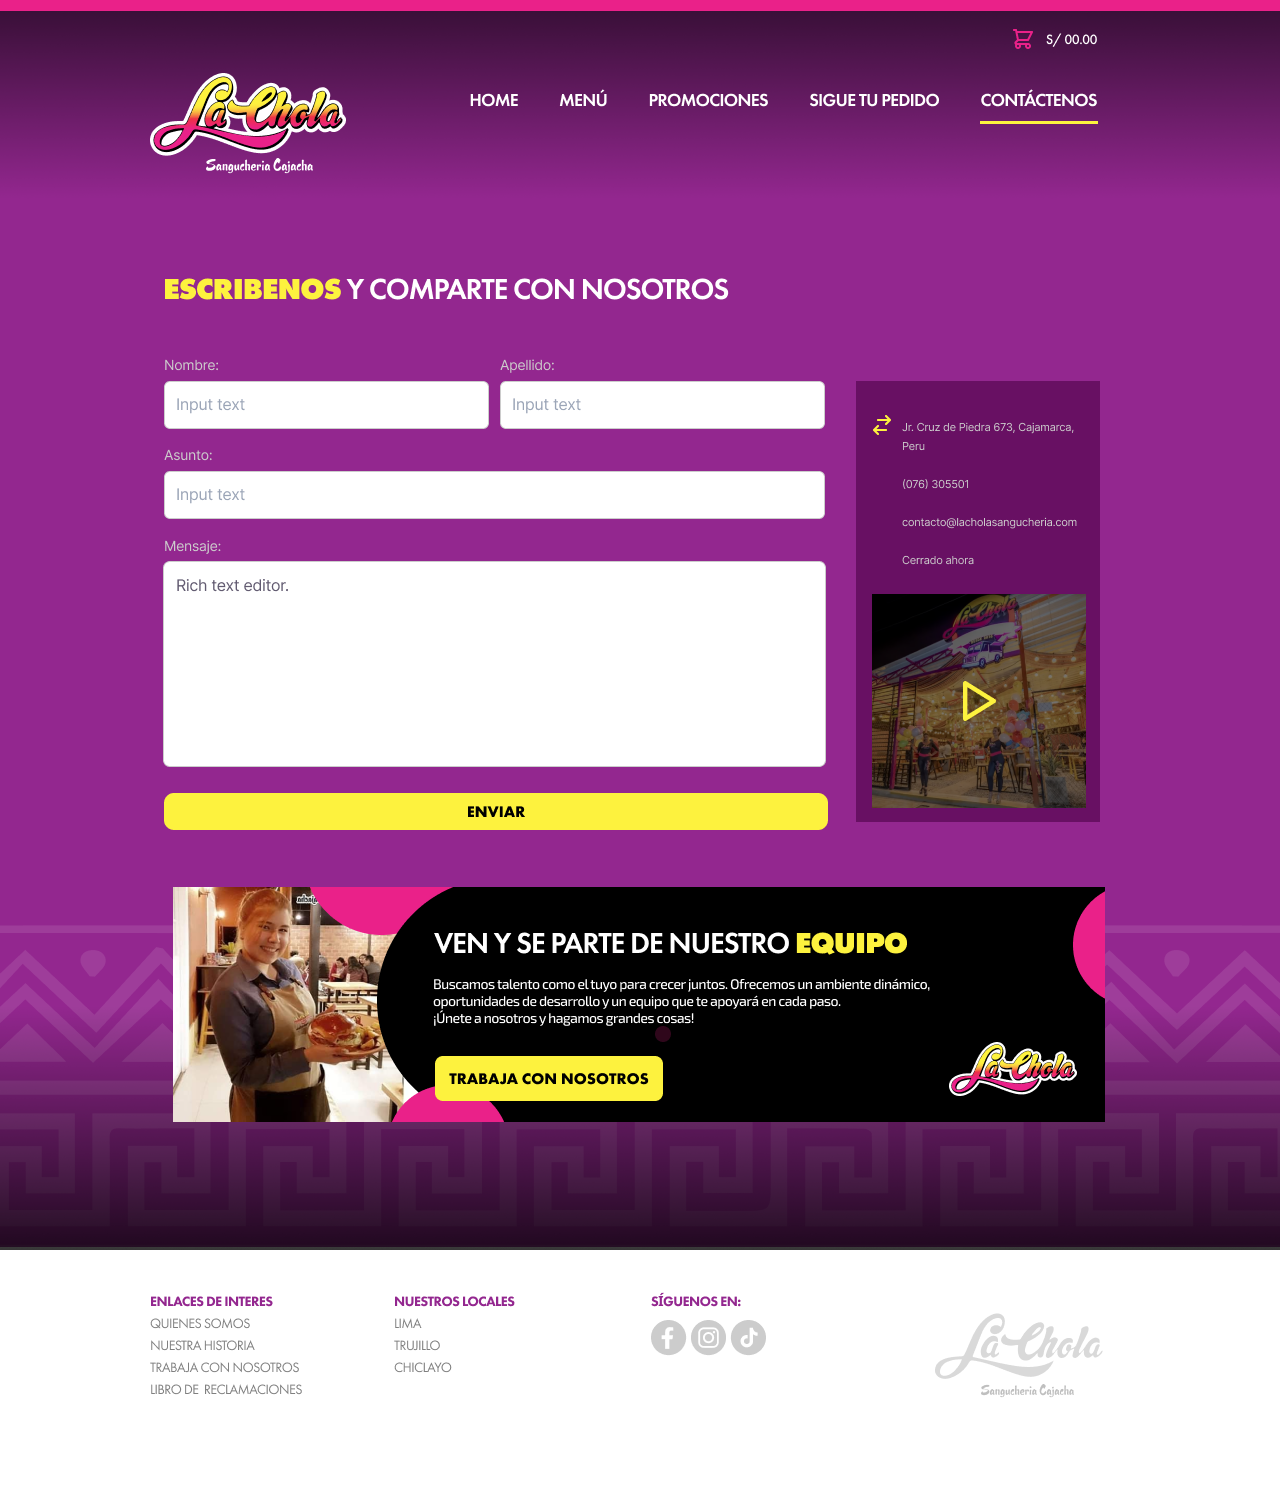 S/ 00.00
La Chola
Sangucheria Cajacha
HOME MENÚ PROMOCIONES SIGUE TU PEDIDO CONTÁCTENOS
ESCRIBENOS Y COMPARTE CON NOSOTROS
Nombre: Apellido:
Input text Input text
Asunto:
Input text
Mensaje:
Rich text editor.
ENVIAR
Jr. Cruz de Piedra 673, Cajamarca,
Peru
(076) 305501
contacto@lacholasangucheria.com
Cerrado ahora
La Chola
VEN Y SE PARTE DE NUESTRO EQUIPO
Buscamos talento como el tuyo para crecer juntos. Ofrecemos un ambiente dinámico,
oportunidades de desarrollo y un equipo que te apoyará en cada paso.
¡Únete a nosotros y hagamos grandes cosas!
TRABAJA CON NOSOTROS
La Chola
ENLACES DE INTERES
QUIENES SOMOS
NUESTRA HISTORIA
TRABAJA CON NOSOTROS
LIBRO DE RECLAMACIONES
NUESTROS LOCALES
LIMA
TRUJILLO
CHICLAYO
SÍGUENOS EN:
La Chola
Sangucheria Cajacha